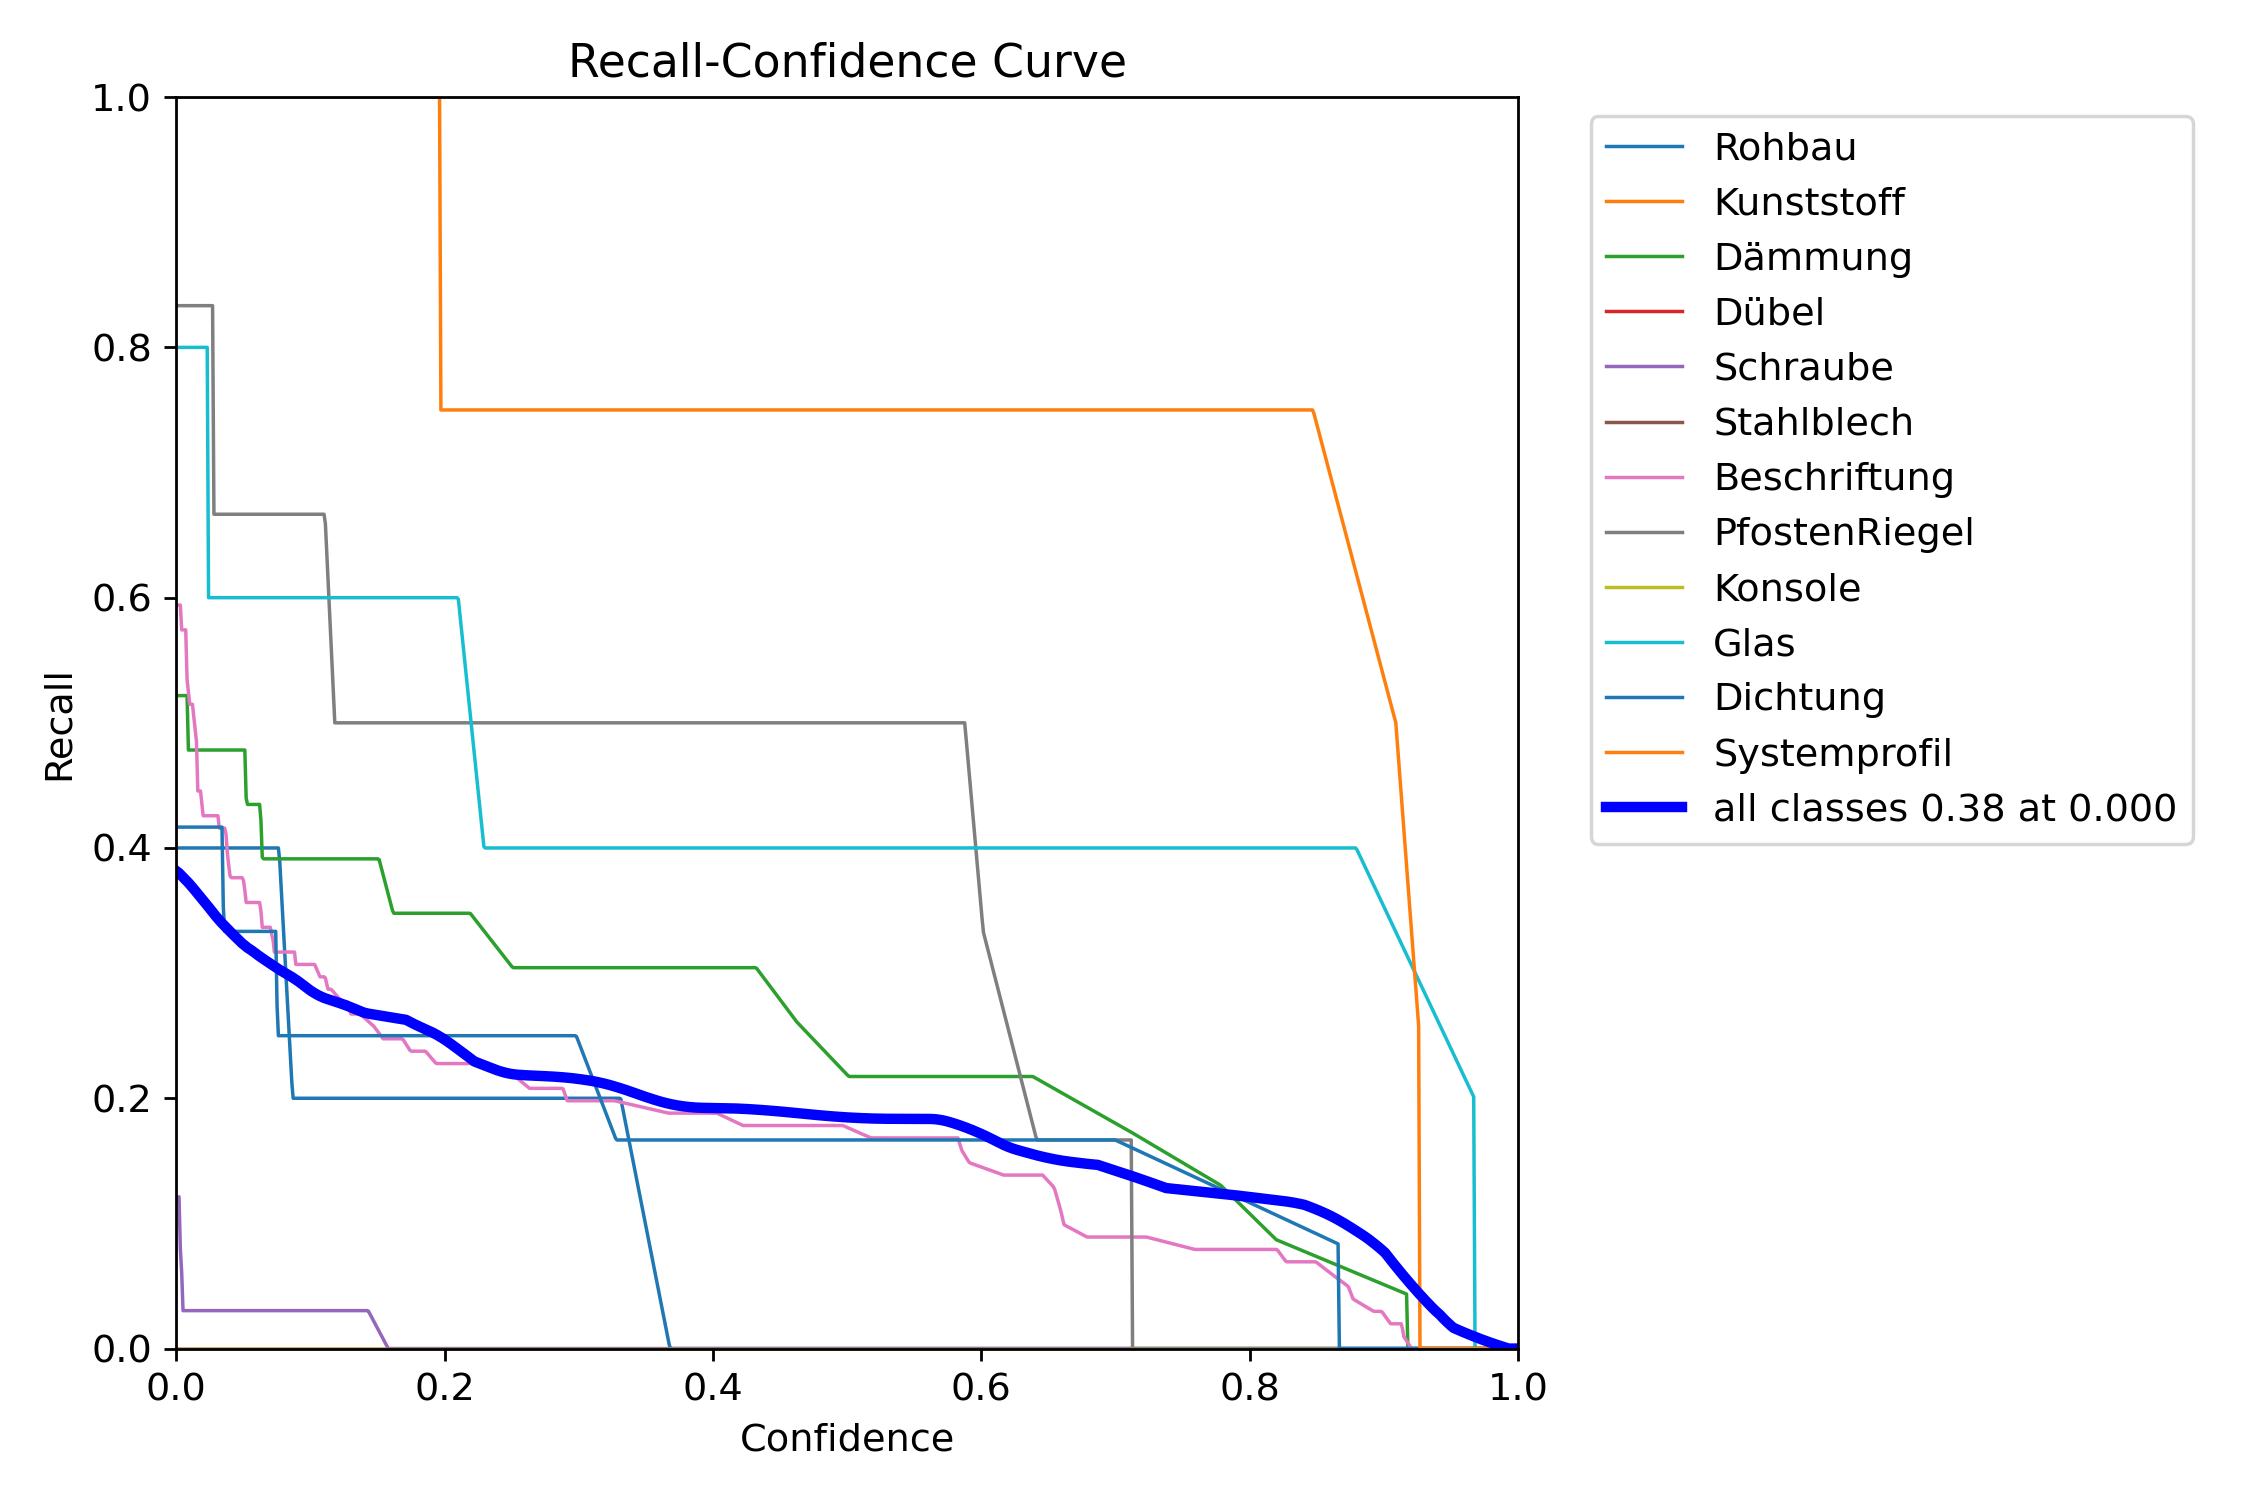 Recall-Confidence Curve
1.0
0.8
0.6
0.4
0.2
0.0
Recall
0.0 0.2 0.4 0.6 0.8 1.0
Confidence
Rohbau
Kunststoff
Dämmung
Dübel
Schraube
Stahlblech
Beschriftung
PfostenRiegel
Konsole
Glas
Dichtung
Systemprofil
all classes 0.38 at 0.000